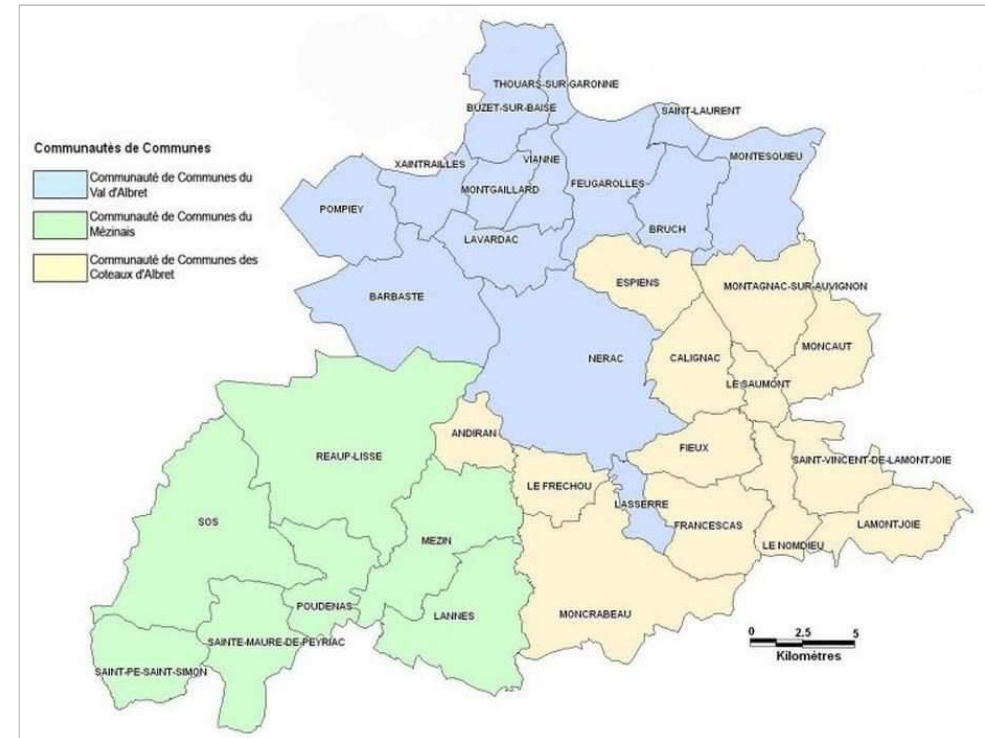 THOUARS-SUR-GARONNE
BUZET-SUR-BAISE
SAINT-LAURENT
Communautés de Communes
Communauté de Communes du
Val d'Albret
Communauté de Communes du
Mézinais
Communauté de Communes des
Coteaux d'Albret
XAINTRAILLES
VIANNE
MONTESQUIEU
MONTGAILLARD
FEUGAROLLES
POMPIEY
BRUCH
LAVARDAC
ESPIENS
MONTAGNAC-SUR-AUVIGNON
BARBASTE
MONCAUT
NERAC
CALIGNAC
LE SAUMONT
ANDIRAN
FIEUX
REAUP-LISSE
SAINT-VINCENT-DE-LAMONTJOIE
LE FRECHOU
LASSERRE
SOS
FRANCESCAS
LAMONTJOIE
MEZIN
LE NOMDIEU
POUDENAS
LANNES
MONCRABEAU
SAINTE-MAURE-DE-PEYRIAC
SAINT-PE-SAINT-SIMON
0 2.5 5
Kilomètres